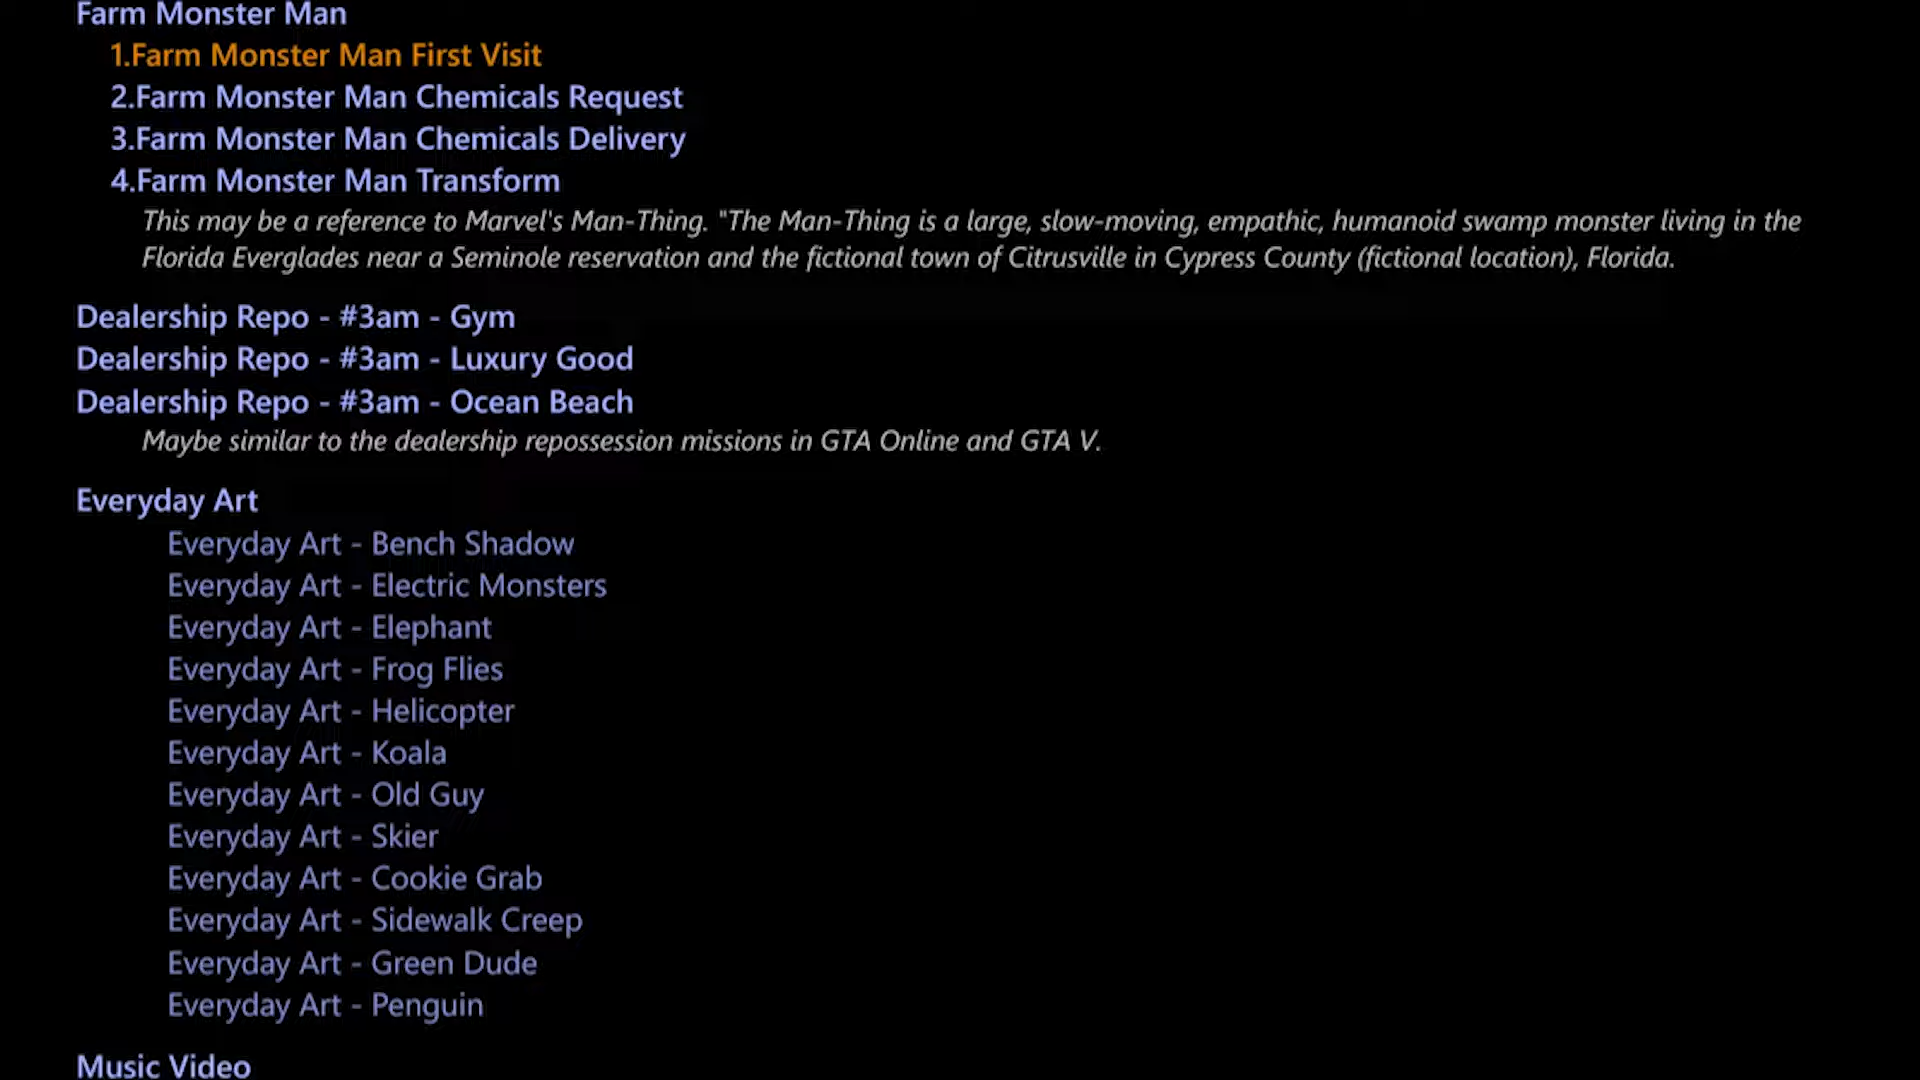 Farm Monster Man
1.Farm Monster Man First Visit
2.Farm Monster Man Chemicals Request
3.Farm Monster Man Chemicals Delivery
4.Farm Monster Man Transform
This may be a reference to Marvel's Man-Thing. "The Man-Thing is a large, slow-moving, empathic, humanoid swamp monster living in the
Florida Everglades near a Seminole reservation and the fictional town of Citrusville in Cypress County (fictional location), Florida.
Dealership Repo - #3am - Gym
Dealership Repo - #3am - Luxury Good
Dealership Repo - #3am - Ocean Beach
Maybe similar to the dealership repossession missions in GTA Online and GTA V.
Everyday Art
Everyday Art - Bench Shadow
Everyday Art - Electric Monsters
Everyday Art - Elephant
Everyday Art - Frog Flies
Everyday Art - Helicopter
Everyday Art - Koala
Everyday Art - Old Guy
Everyday Art - Skier
Everyday Art - Cookie Grab
Everyday Art - Sidewalk Creep
Everyday Art - Green Dude
Everyday Art - Penguin
Music Video